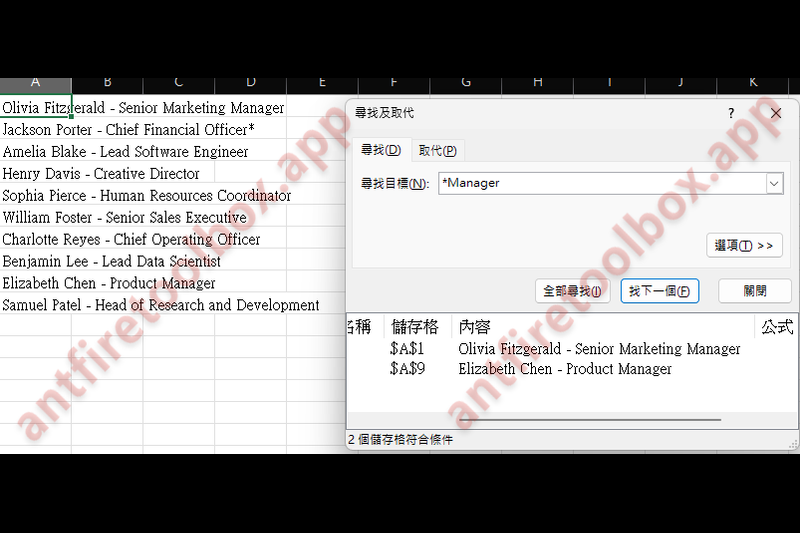 A B C D E F G H I J K
Olivia Fitzgerald - Senior Marketing Manager
Jackson Porter - Chief Financial Officer*
Amelia Blake - Lead Software Engineer
Henry Davis - Creative Director
Sophia Pierce - Human Resources Coordinator
William Foster - Senior Sales Executive
Charlotte Reyes - Chief Operating Officer
Benjamin Lee - Lead Data Scientist
Elizabeth Chen - Product Manager
Samuel Patel - Head of Research and Development
尋找及取代 ? ×
尋找(D) 取代(P)
尋找目標(N): *Manager
選項(T) >>
全部尋找(I) 找下一個(F) 關閉
名稱 儲存格 內容 公式
$A$1 Olivia Fitzgerald - Senior Marketing Manager
$A$9 Elizabeth Chen - Product Manager
2 個儲存格符合條件
antfiretoolbox.app
antfiretoolbox.app